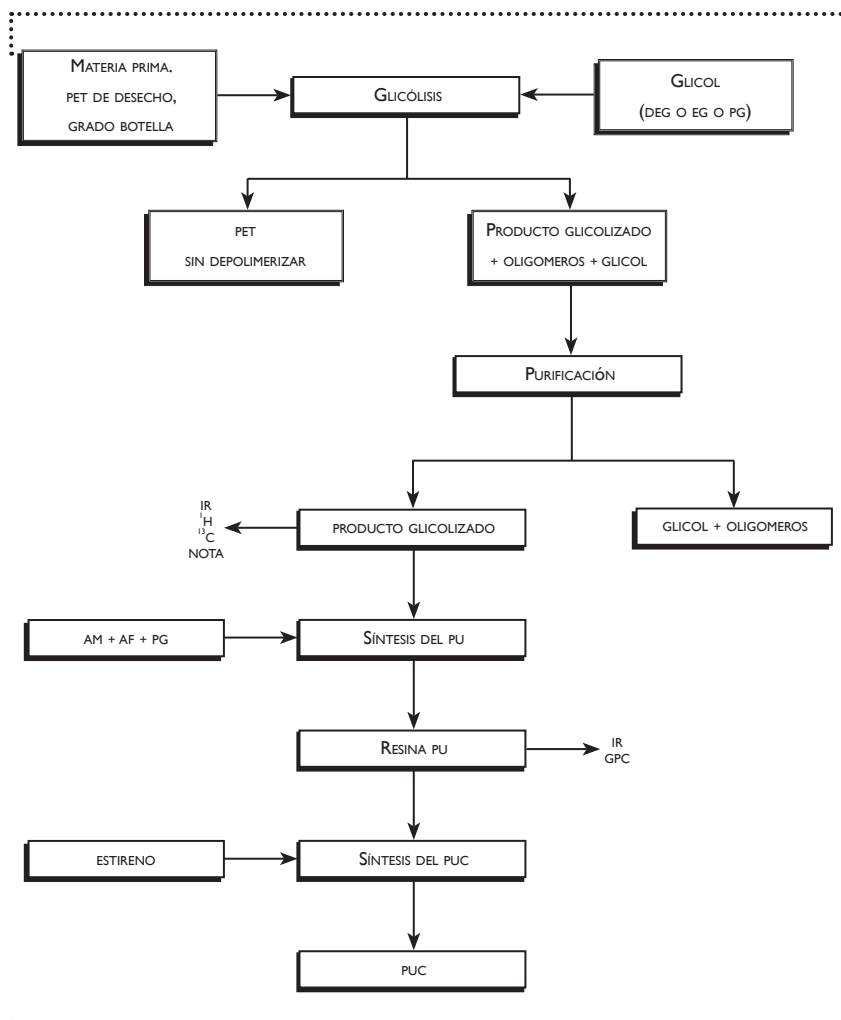 Materia prima.
PET de desecho,
grado botella
Glicólisis
Glicol
(DEG o EG o PG)
PET
sin depolimerizar
Producto glicolizado
+ oligomeros + glicol
Purificación
IR
¹H
¹³C
NOTA
producto glicolizado
glicol + oligomeros
AM + AF + PG
Síntesis del PU
Resina PU
IR
GPC
estireno
Síntesis del PUC
PUC